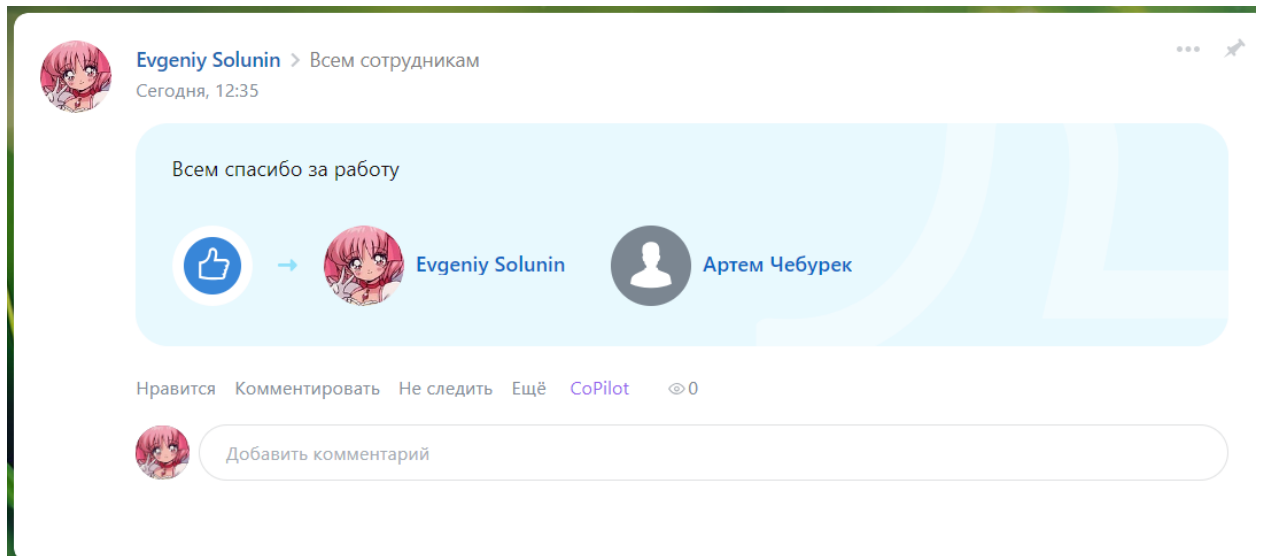 Evgeniy Solunin > Всем сотрудникам
Сегодня, 12:35
Всем спасибо за работу
Evgeniy Solunin Артем Чебурек
Нравится Комментировать Не следить Ещё CoPilot 0
Добавить комментарий